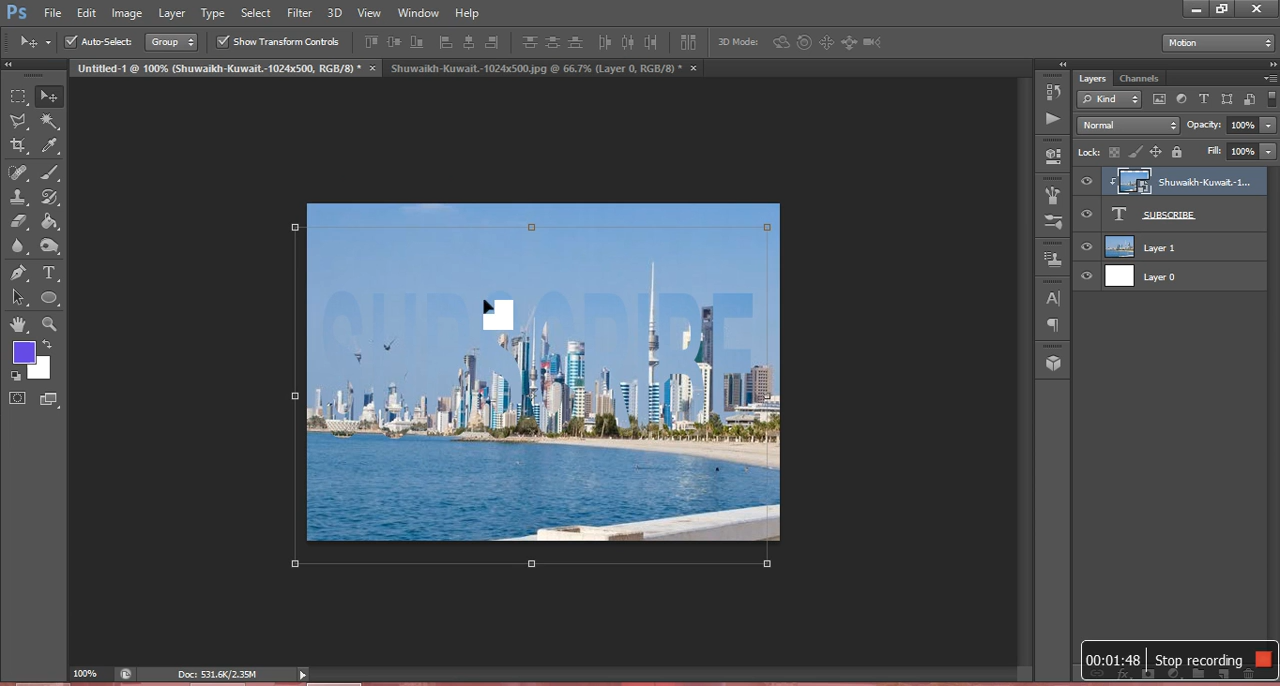 Ps File Edit Image Layer Type Select Filter 3D View Window Help
Auto-Select: Group Show Transform Controls 3D Mode: Motion
Untitled-1 @ 100% (Shuwaikh-Kuwait.-1024x500, RGB/8) * × Shuwaikh-Kuwait.-1024x500.jpg @ 66.7% (Layer 0, RGB/8) * ×
Layers Channels
Kind T
Normal Opacity: 100%
Lock: Fill: 100%
Shuwaikh-Kuwait.-1...
T SUBSCRIBE
Layer 1
Layer 0
SUBSCRIBE
T
A
100% Doc: 531.6K/2.35M
00:01:48 Stop recording
fx